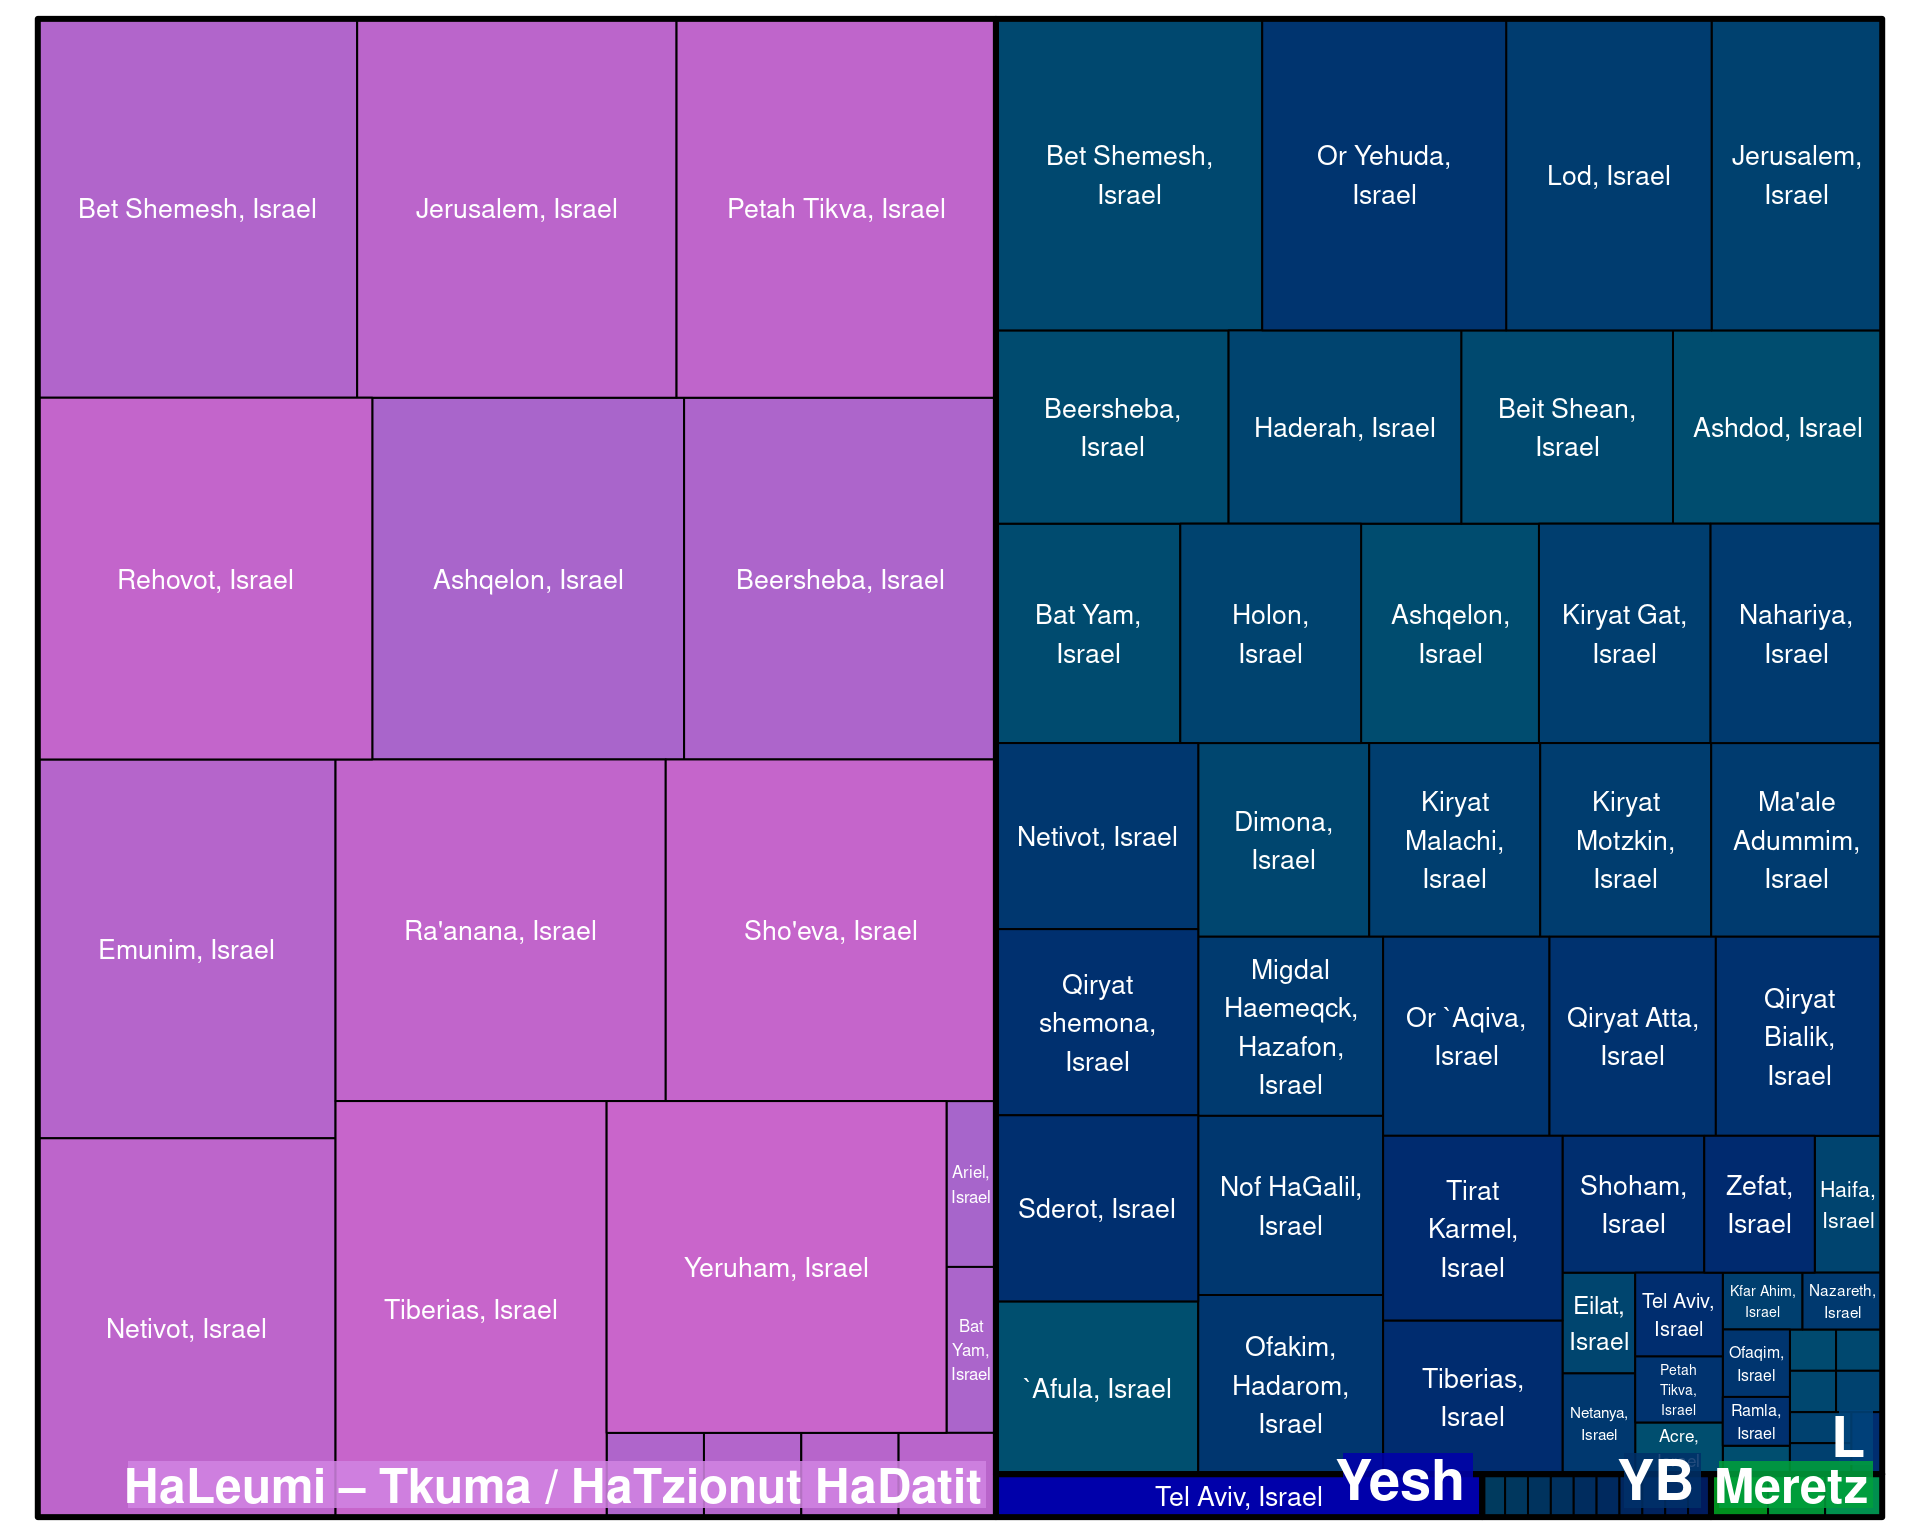 Bet Shemesh, Israel
Jerusalem, Israel
Petah Tikva, Israel
Rehovot, Israel
Ashqelon, Israel
Beersheba, Israel
Emunim, Israel
Ra'anana, Israel
Sho'eva, Israel
Netivot, Israel
Tiberias, Israel
Yeruham, Israel
Ariel,
Israel
Bat
Yam,
Israel
HaLeumi – Tkuma / HaTzionut HaDatit
Bet Shemesh,
Israel
Or Yehuda,
Israel
Lod, Israel
Jerusalem,
Israel
Beersheba,
Israel
Haderah, Israel
Beit Shean,
Israel
Ashdod, Israel
Bat Yam,
Israel
Holon,
Israel
Ashqelon,
Israel
Kiryat Gat,
Israel
Nahariya,
Israel
Netivot, Israel
Dimona,
Israel
Kiryat
Malachi,
Israel
Kiryat
Motzkin,
Israel
Ma'ale
Adummim,
Israel
Qiryat
shemona,
Israel
Migdal
Haemeqck,
Hazafon,
Israel
Or `Aqiva,
Israel
Qiryat Atta,
Israel
Qiryat
Bialik,
Israel
Sderot, Israel
Nof HaGalil,
Israel
Tirat
Karmel,
Israel
Shoham,
Israel
Zefat,
Israel
Haifa,
Israel
`Afula, Israel
Ofakim,
Hadarom,
Israel
Tiberias,
Israel
Eilat,
Israel
Tel Aviv,
Israel
Kfar Ahim,
Israel
Nazareth,
Israel
Netanya,
Israel
Petah
Tikva,
Israel
Acre,
Ofaqim,
Israel
Ramla,
Israel
L
Tel Aviv, Israel
Yesh
YB
Meretz